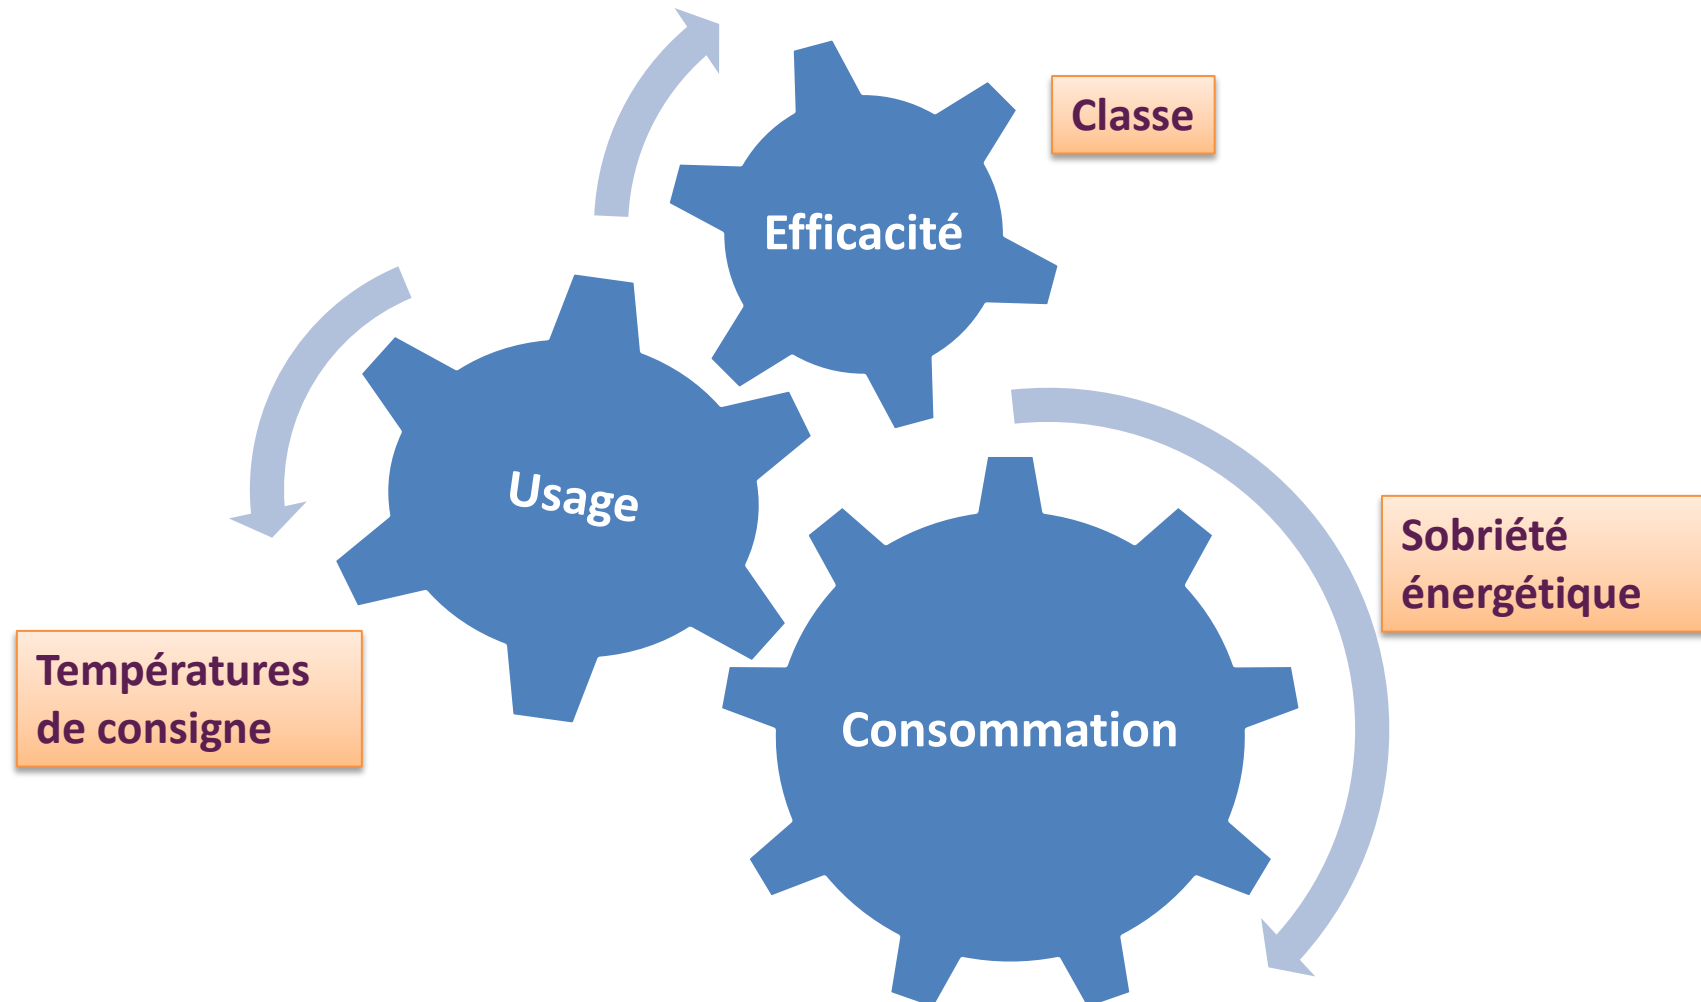 Classe
Efficacité
Usage
Sobriété
énergétique
Températures
de consigne
Consommation